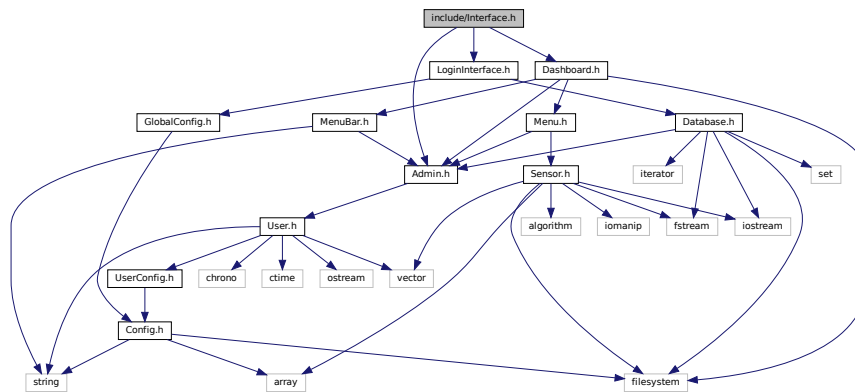 include/Interface.h
LoginInterface.h
Dashboard.h
GlobalConfig.h
MenuBar.h
Menu.h
Database.h
Admin.h
Sensor.h
iterator
set
User.h
algorithm
iomanip
fstream
iostream
UserConfig.h
chrono
ctime
ostream
vector
Config.h
string
array
filesystem